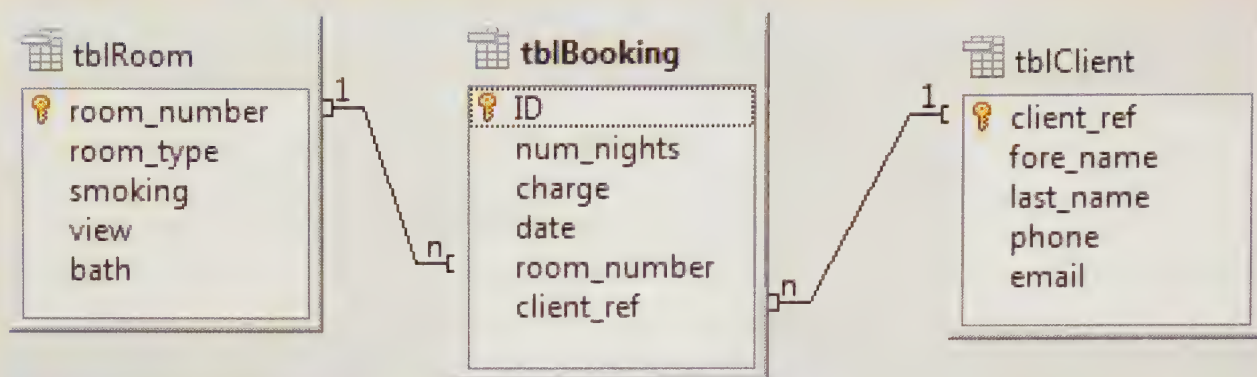 tblRoom
room_number
room_type
smoking
view
bath
1
n
tblBooking
ID
num_nights
charge
date
room_number
client_ref
n
1
tblClient
client_ref
fore_name
last_name
phone
email